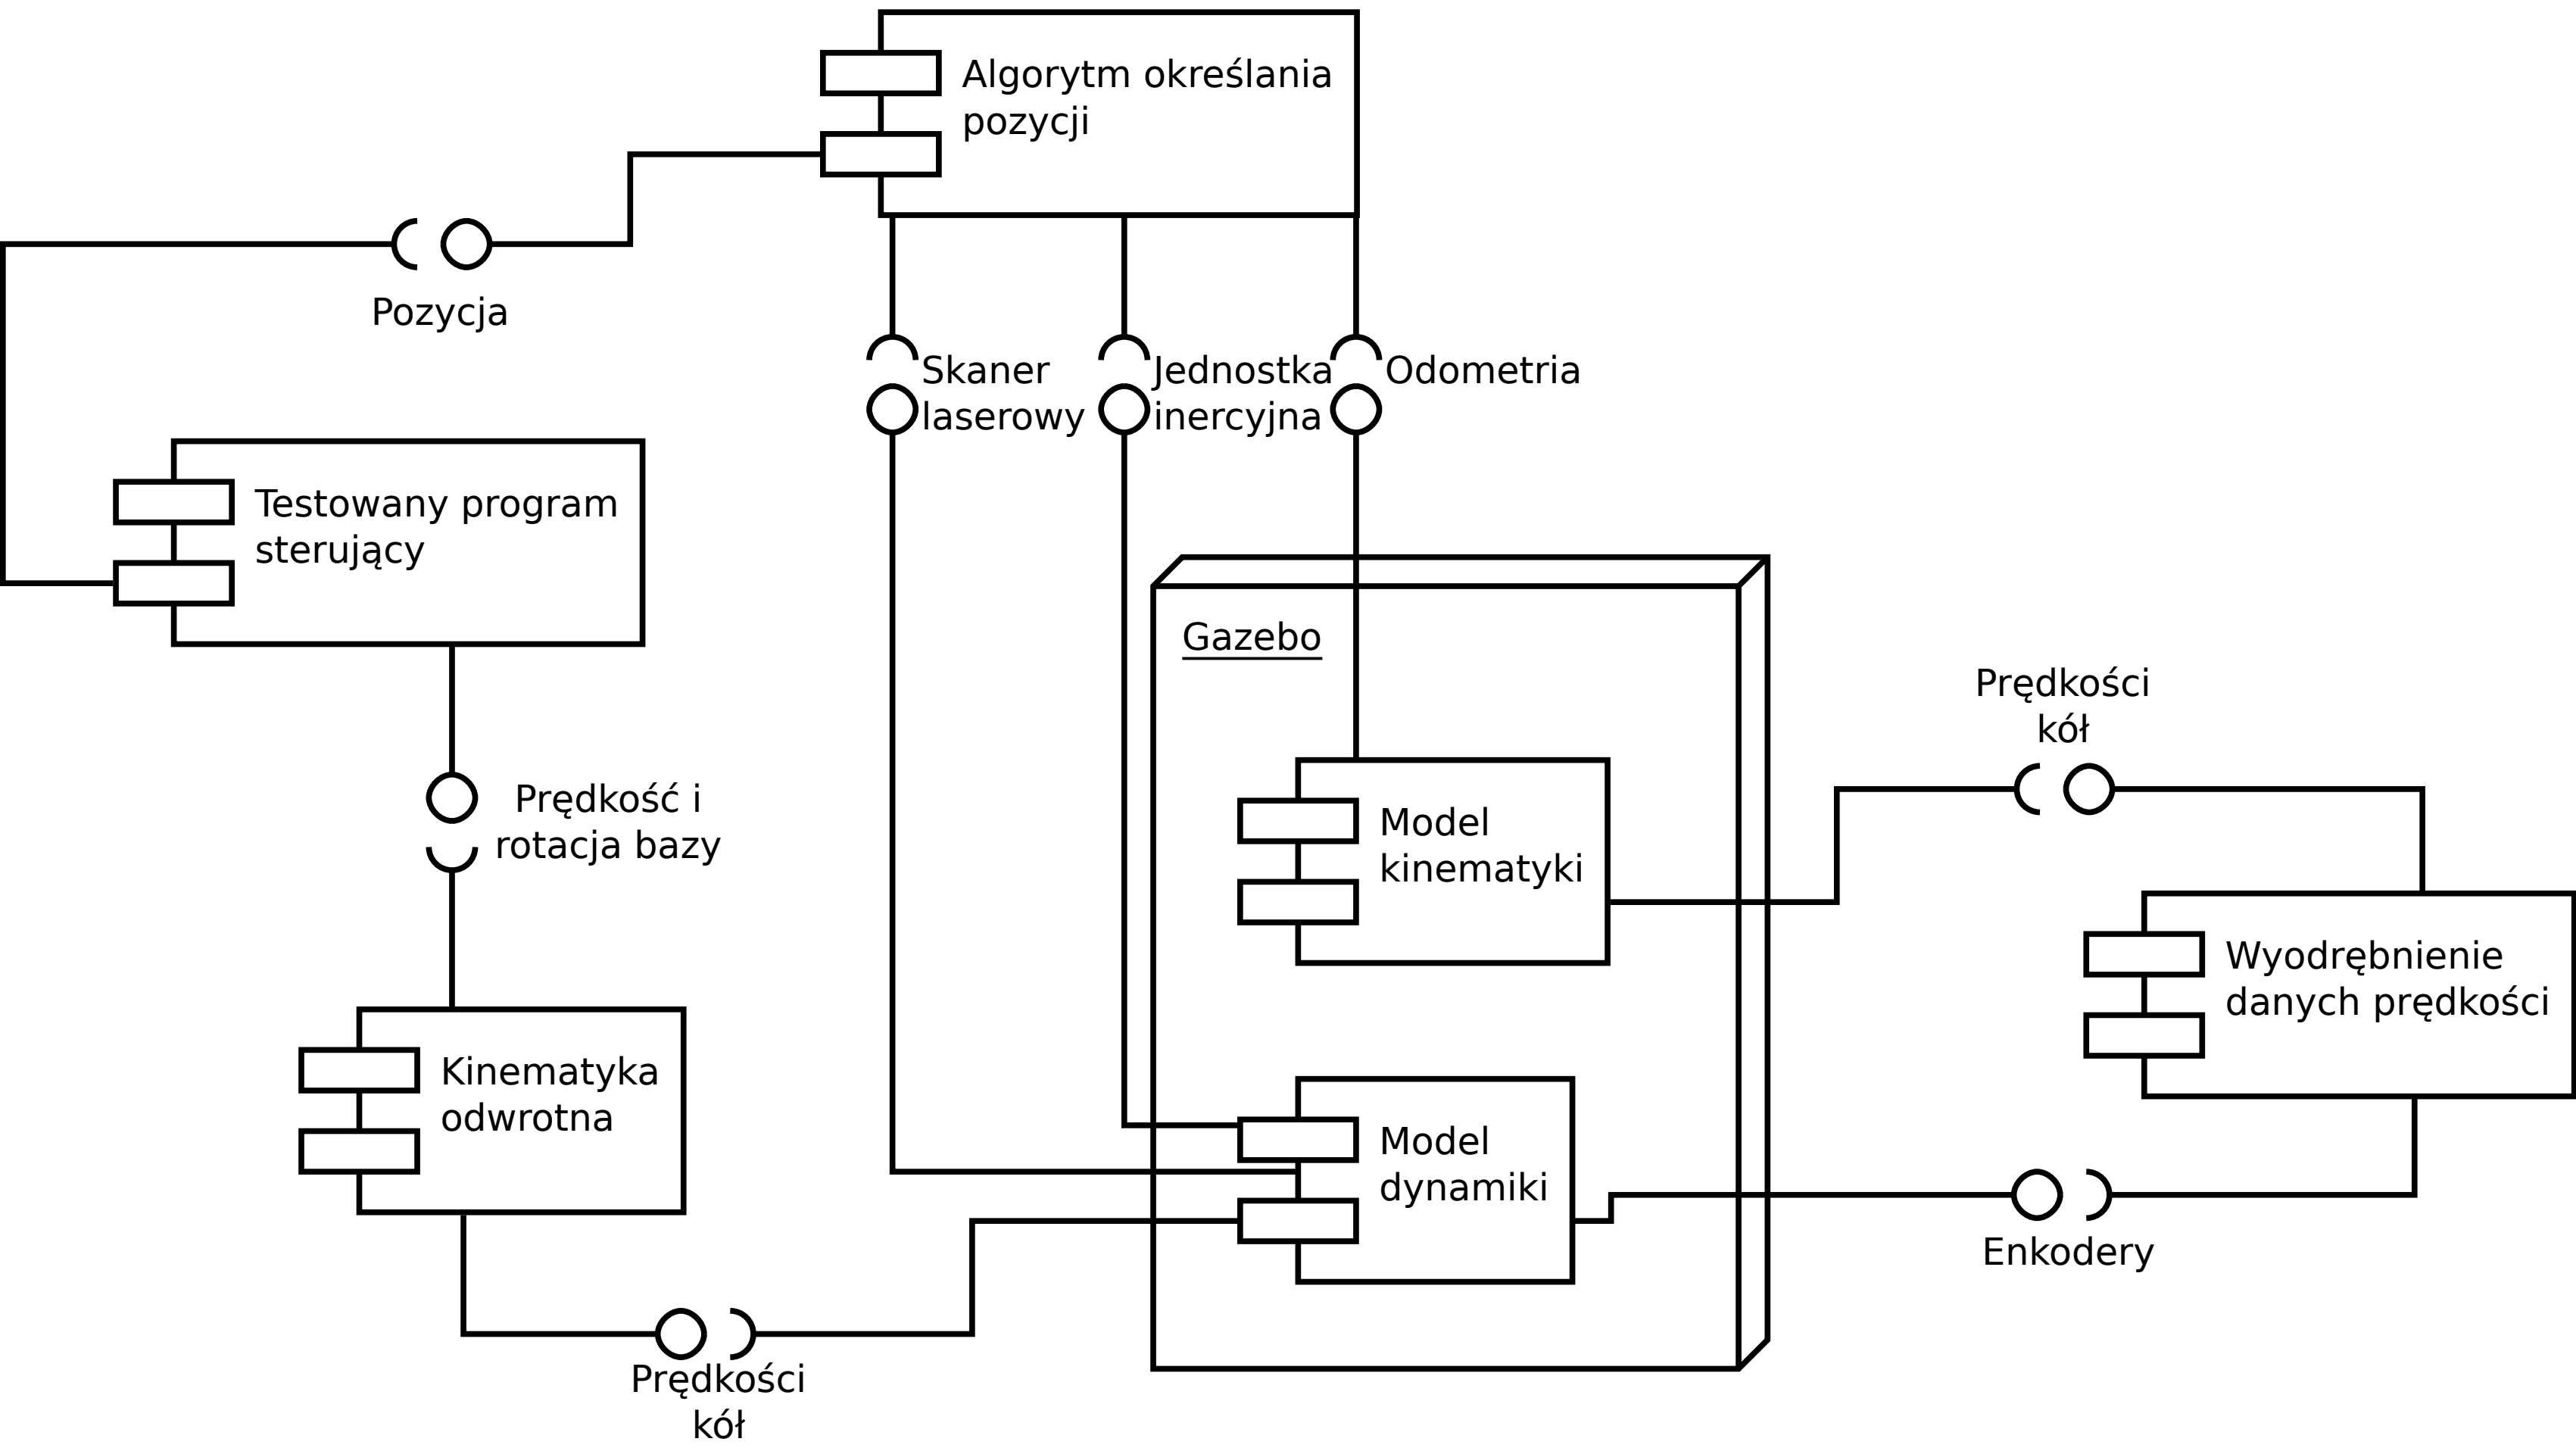 Algorytm określania
pozycji
Pozycja
Skaner
laserowy
Jednostka
inercyjna
Odometria
Testowany program
sterujący
Gazebo
Prędkości
kół
Prędkość i
rotacja bazy
Model
kinematyki
Wyodrębnienie
danych prędkości
Kinematyka
odwrotna
Model
dynamiki
Enkodery
Prędkości
kół